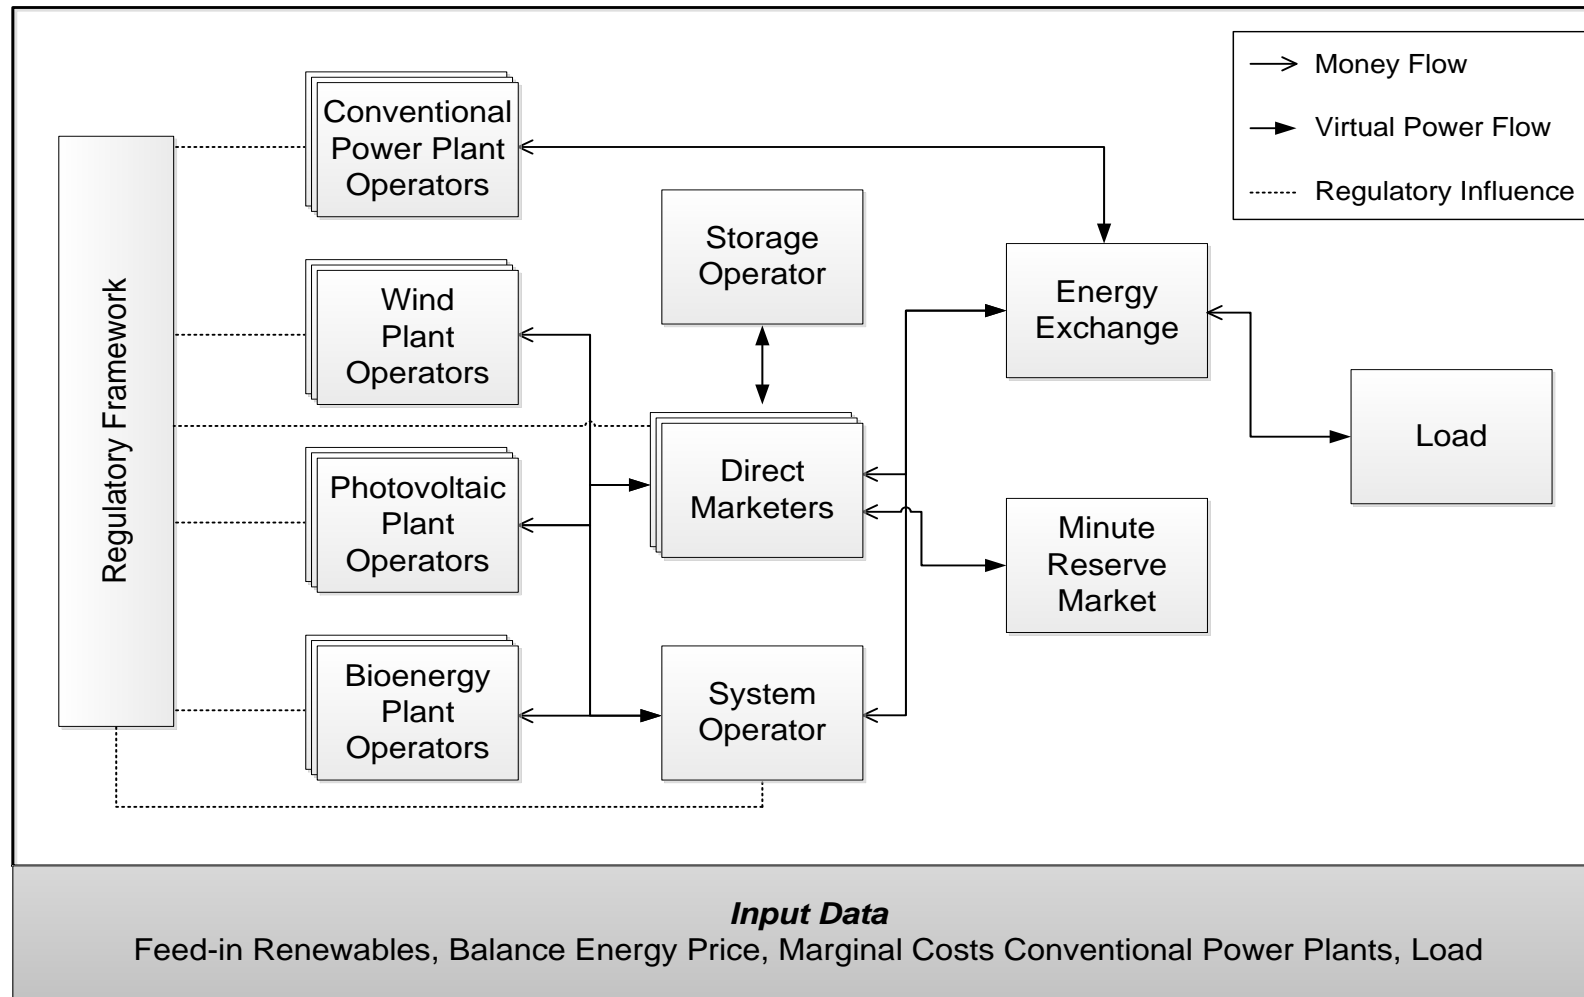 Money Flow
Virtual Power Flow
Regulatory Influence
Conventional
Power Plant
Operators
Storage
Operator
Energy
Exchange
Wind
Plant
Operators
Regulatory Framework
Load
Direct
Marketers
Photovoltaic
Plant
Operators
Minute
Reserve
Market
Bioenergy
Plant
Operators
System
Operator
Input Data
Feed-in Renewables, Balance Energy Price, Marginal Costs Conventional Power Plants, Load